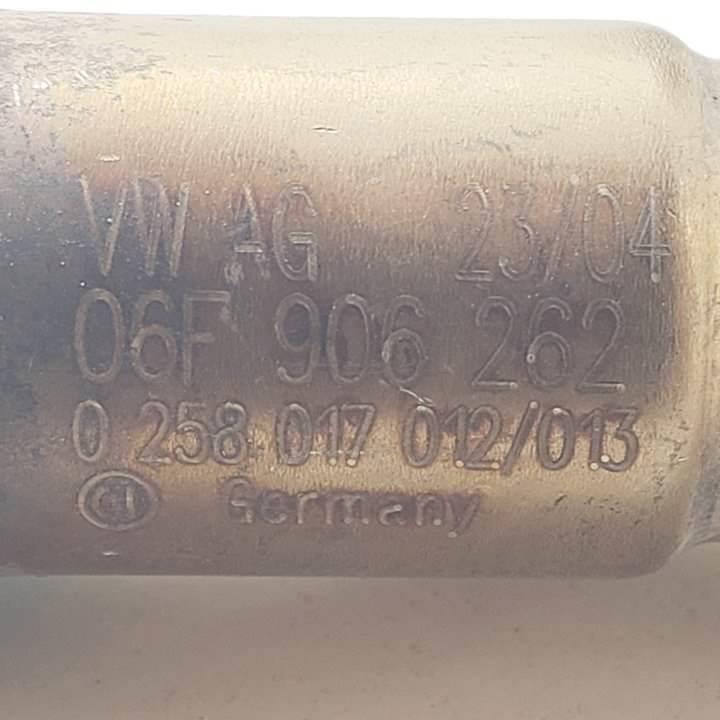 VW AG 23/04
06F 906 262
0 258 017 012/013
Germany